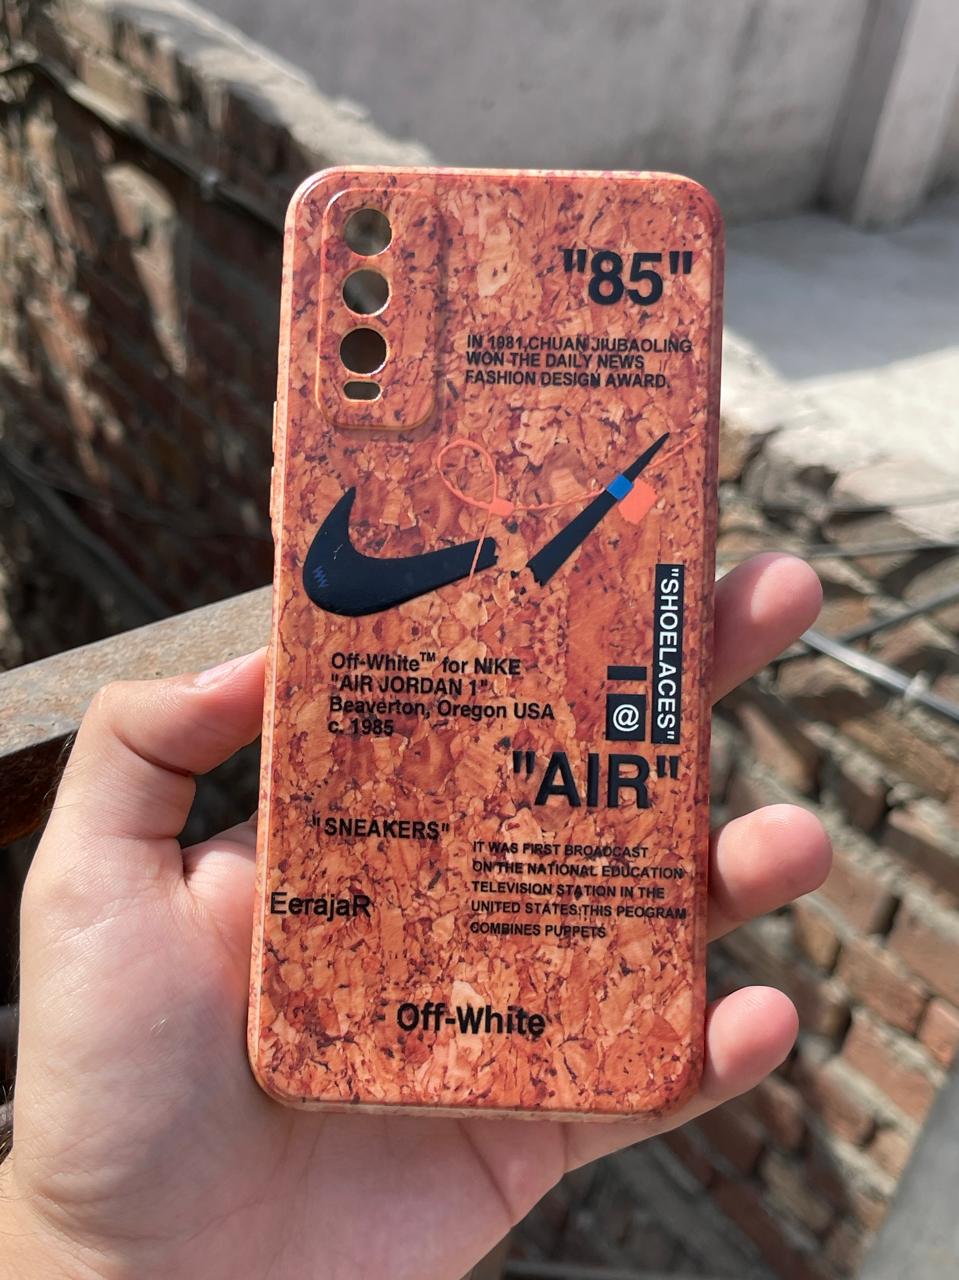 "85"
IN 1981,CHUAN JIUBAOLING
WON THE DAILY NEWS
FASHION DESIGN AWARD.
"SHOELACES"
Off-White™ for NIKE
"AIR JORDAN 1"
Beaverton, Oregon USA
c. 1985
@
"AIR"
"SNEAKERS"
IT WAS FIRST BROADCAST
ON THE NATIONAL EDUCATION
TELEVISION STATION IN THE
UNITED STATES;THIS PEOGRAM
COMBINES PUPPETS
EerajaR
Off-White